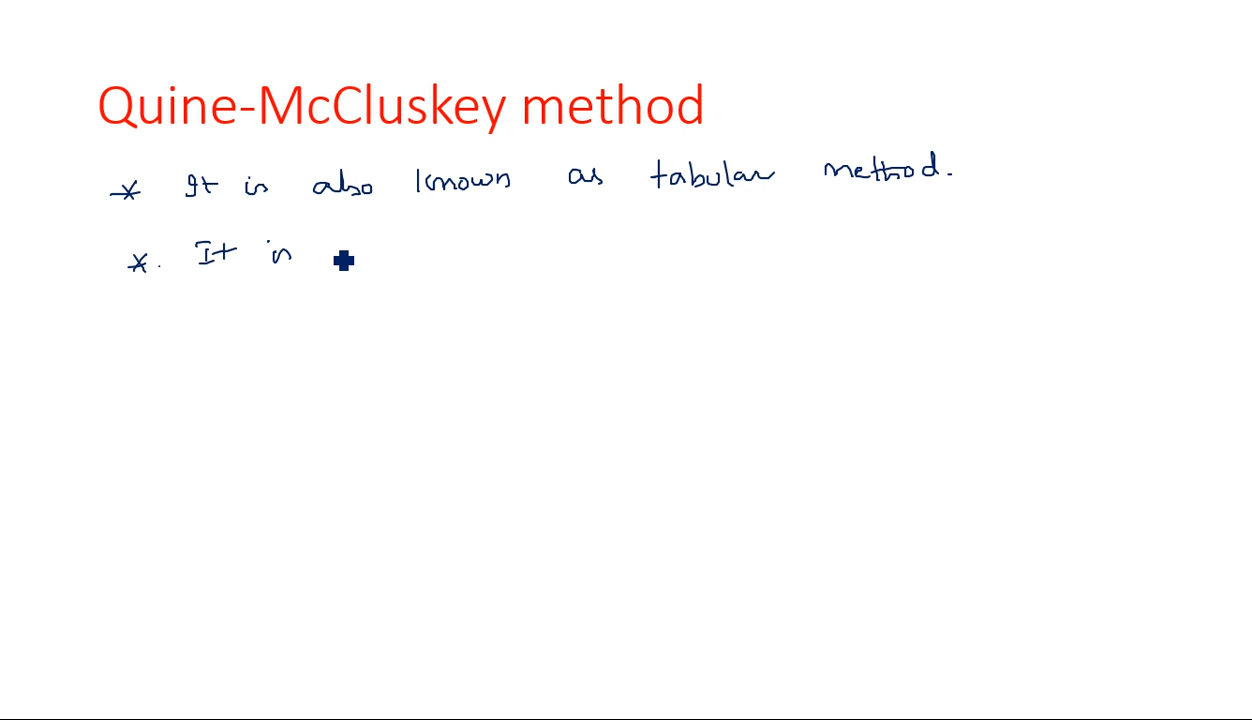 Quine-McCluskey method
* It is also known as tabular method.
*. It is